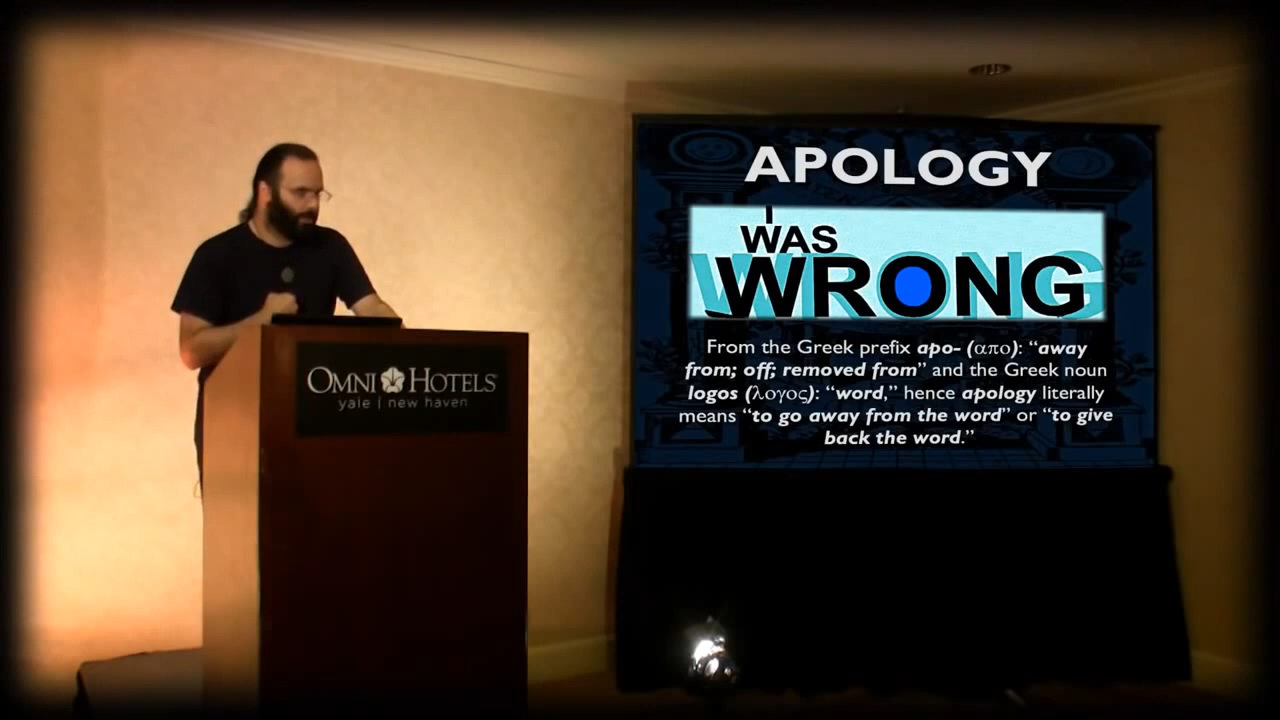 OMNI HOTELS
yale | new haven
APOLOGY
I
WAS
WRONG
From the Greek prefix apo- (απο): “away
from; off; removed from” and the Greek noun
logos (λογος): “word,” hence apology literally
means “to go away from the word” or “to give
back the word.”